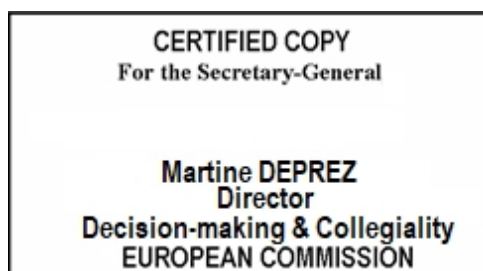 CERTIFIED COPY
For the Secretary-General
Martine DEPREZ
Director
Decision-making & Collegiality
EUROPEAN COMMISSION